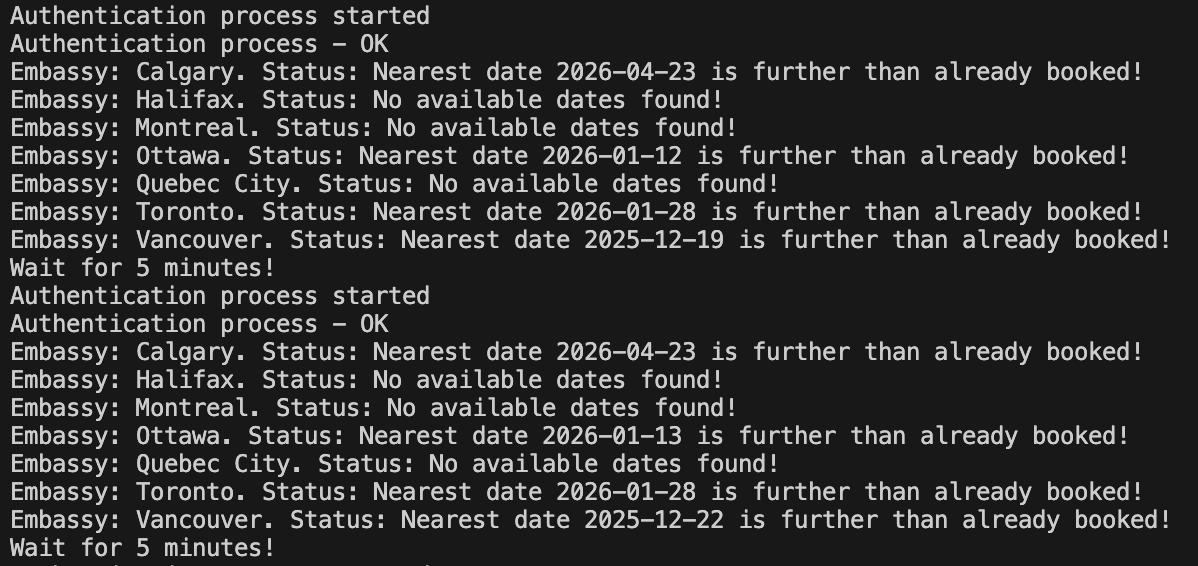 Authentication process started
Authentication process - OK
Embassy: Calgary. Status: Nearest date 2026-04-23 is further than already booked!
Embassy: Halifax. Status: No available dates found!
Embassy: Montreal. Status: No available dates found!
Embassy: Ottawa. Status: Nearest date 2026-01-12 is further than already booked!
Embassy: Quebec City. Status: No available dates found!
Embassy: Toronto. Status: Nearest date 2026-01-28 is further than already booked!
Embassy: Vancouver. Status: Nearest date 2025-12-19 is further than already booked!
Wait for 5 minutes!
Authentication process started
Authentication process - OK
Embassy: Calgary. Status: Nearest date 2026-04-23 is further than already booked!
Embassy: Halifax. Status: No available dates found!
Embassy: Montreal. Status: No available dates found!
Embassy: Ottawa. Status: Nearest date 2026-01-13 is further than already booked!
Embassy: Quebec City. Status: No available dates found!
Embassy: Toronto. Status: Nearest date 2026-01-28 is further than already booked!
Embassy: Vancouver. Status: Nearest date 2025-12-22 is further than already booked!
Wait for 5 minutes!